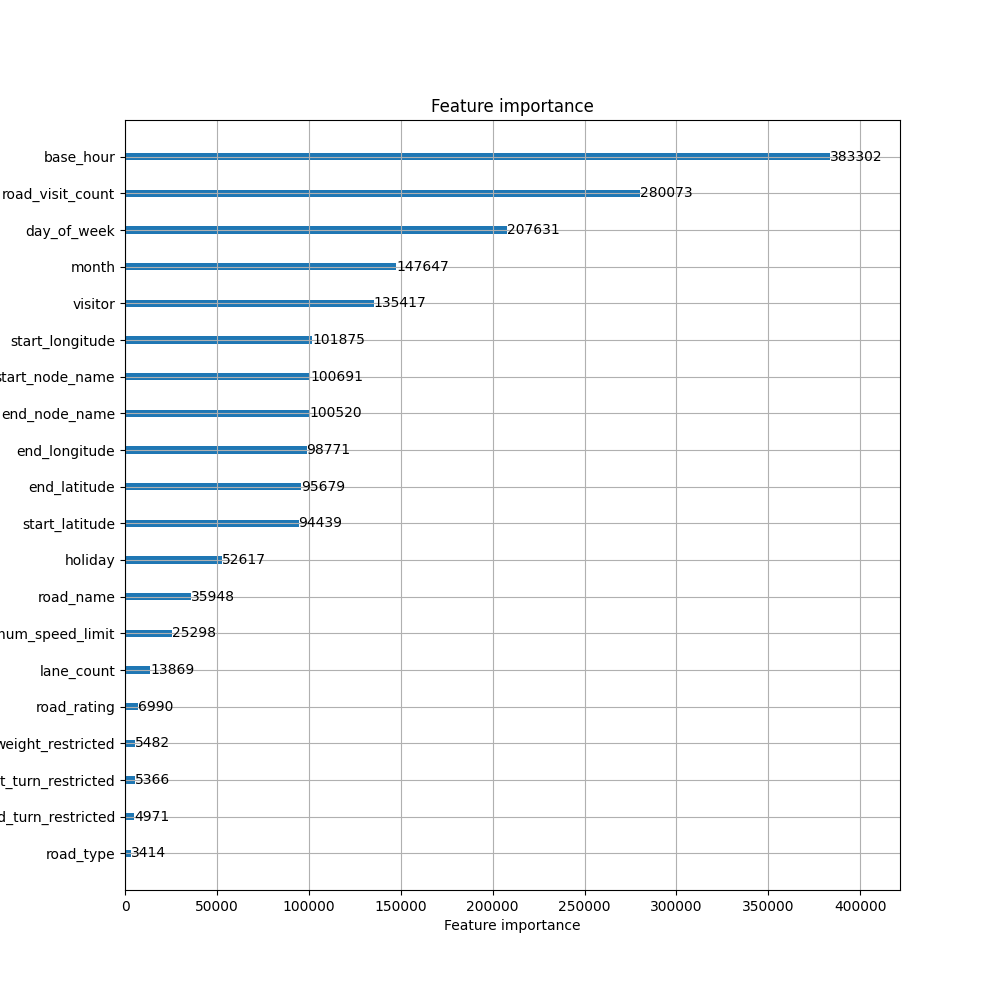 Feature importance
base_hour 383302
road_visit_count 280073
day_of_week 207631
month 147647
visitor 135417
start_longitude 101875
tart_node_name 100691
end_node_name 100520
end_longitude 98771
end_latitude 95679
start_latitude 94439
holiday 52617
road_name 35948
num_speed_limit 25298
lane_count 13869
road_rating 6990
weight_restricted 5482
t_turn_restricted 5366
d_turn_restricted 4971
road_type 3414
0 50000 100000 150000 200000 250000 300000 350000 400000
Feature importance